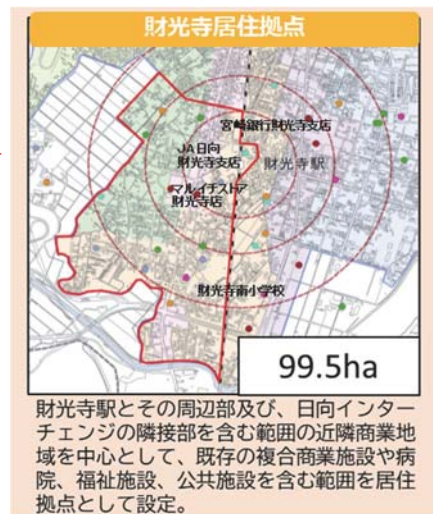 財光寺居住拠点
宮崎銀行財光寺支店
JA日向
財光寺支店
財光寺駅
マルイチストア
財光寺店
財光寺南小学校
99.5ha
財光寺駅とその周辺部及び、日向インター
チェンジの隣接部を含む範囲の近隣商業地
域を中心として、既存の複合商業施設や病
院、福祉施設、公共施設を含む範囲を居住
拠点として設定。